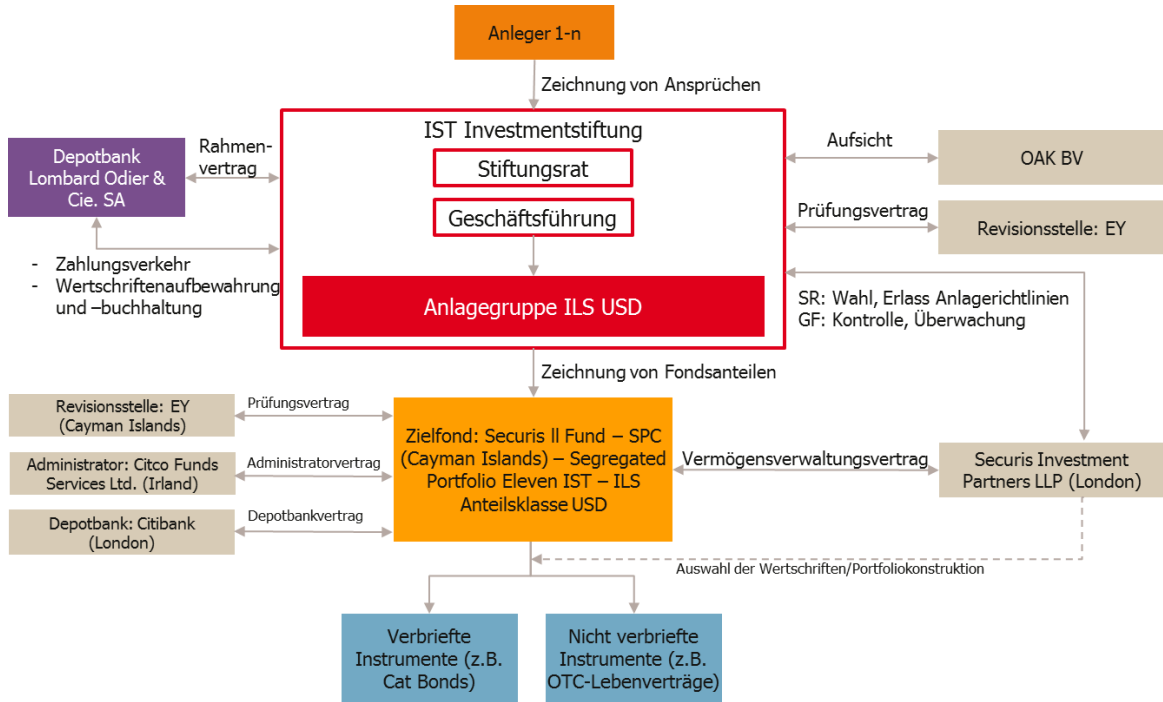 Anleger 1-n
Zeichnung von Ansprüchen
IST Investmentstiftung
Stiftungsrat
Geschäftsführung
Anlagegruppe ILS USD
Depotbank
Lombard Odier &
Cie. SA
Rahmen-
vertrag
-   Zahlungsverkehr
-   Wertschriftenaufbewahrung
und –buchhaltung
Aufsicht
OAK BV
Prüfungsvertrag
Revisionsstelle: EY
SR: Wahl, Erlass Anlagerichtlinien
GF: Kontrolle, Überwachung
Zeichnung von Fondsanteilen
Revisionsstelle: EY
(Cayman Islands)
Prüfungsvertrag
Administrator: Citco Funds
Services Ltd. (Irland)
Administratorvertrag
Depotbank: Citibank
(London)
Depotbankvertrag
Zielfond: Securis ll Fund – SPC
(Cayman Islands) – Segregated
Portfolio Eleven IST – ILS
Anteilsklasse USD
Vermögensverwaltungsvertrag
Securis Investment
Partners LLP (London)
Auswahl der Wertschriften/Portfoliokonstruktion
Verbriefte
Instrumente (z.B.
Cat Bonds)
Nicht verbriefte
Instrumente (z.B.
OTC-Lebenverträge)